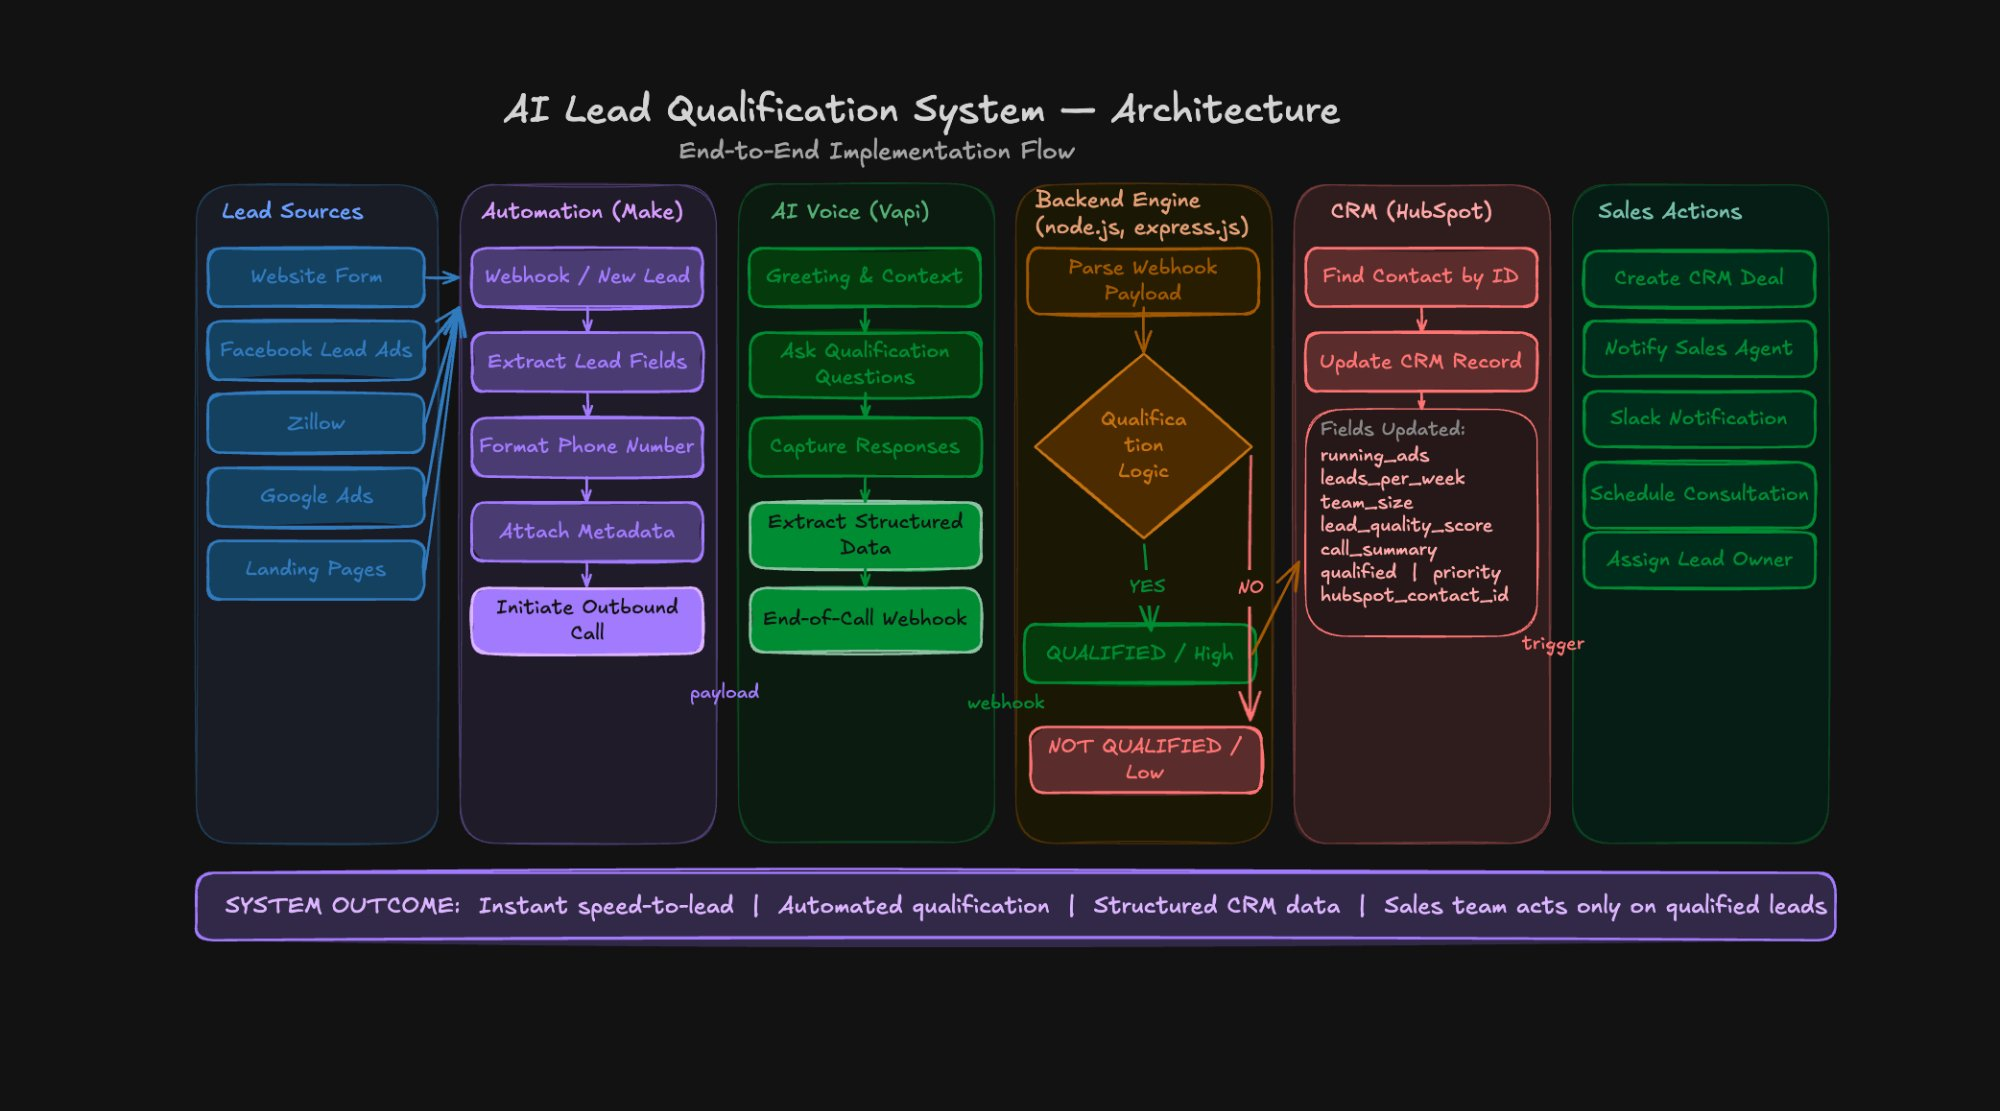 AI Lead Qualification System — Architecture
End-to-End Implementation Flow
Lead Sources
Website Form
Facebook Lead Ads
Zillow
Google Ads
Landing Pages
Automation (Make)
Webhook / New Lead
Extract Lead Fields
Format Phone Number
Attach Metadata
Initiate Outbound
Call
payload
AI Voice (Vapi)
Greeting & Context
Ask Qualification
Questions
Capture Responses
Extract Structured
Data
End-of-Call Webhook
webhook
Backend Engine
(node.js, express.js)
Parse Webhook
Payload
Qualifica
tion
Logic
YES
NO
QUALIFIED / High
NOT QUALIFIED /
Low
CRM (HubSpot)
Find Contact by ID
Update CRM Record
Fields Updated:
running_ads
leads_per_week
team_size
lead_quality_score
call_summary
qualified | priority
hubspot_contact_id
trigger
Sales Actions
Create CRM Deal
Notify Sales Agent
Slack Notification
Schedule Consultation
Assign Lead Owner
SYSTEM OUTCOME: Instant speed-to-lead | Automated qualification | Structured CRM data | Sales team acts only on qualified leads